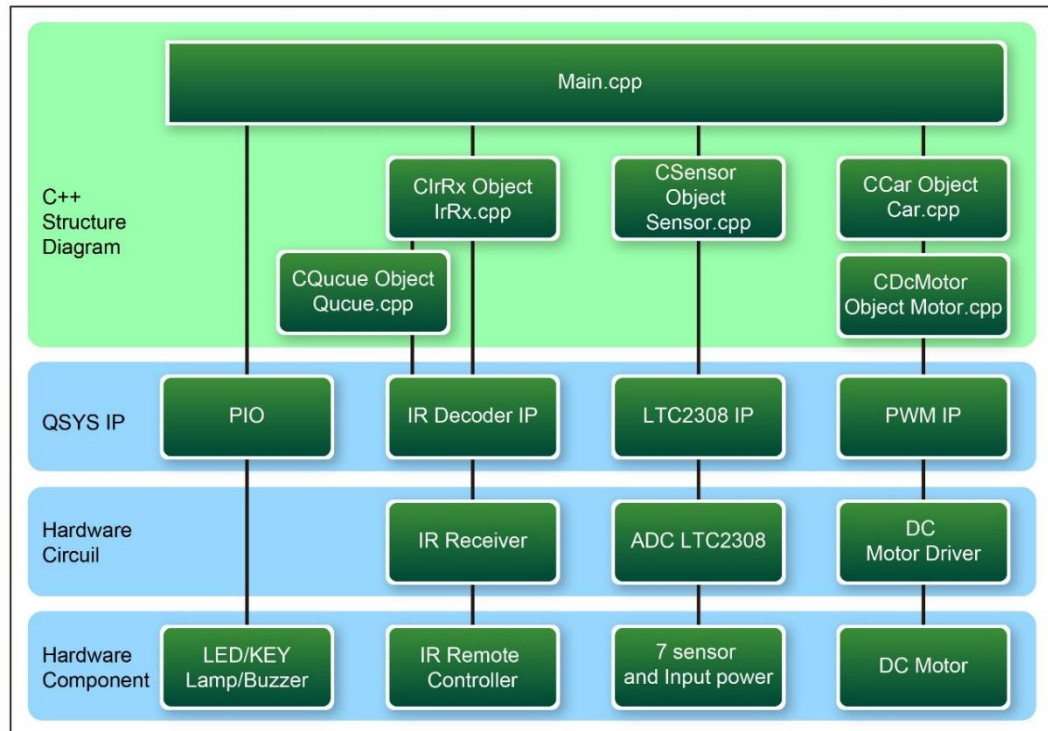 Main.cpp
C++
Structure
Diagram
CIrRx Object
IrRx.cpp
CSensor
Object
Sensor.cpp
CCar Object
Car.cpp
CQucue Object
Qucue.cpp
CDcMotor
Object Motor.cpp
QSYS IP
PIO
IR Decoder IP
LTC2308 IP
PWM IP
Hardware
Circuil
IR Receiver
ADC LTC2308
DC
Motor Driver
Hardware
Component
LED/KEY
Lamp/Buzzer
IR Remote
Controller
7 sensor
and Input power
DC Motor